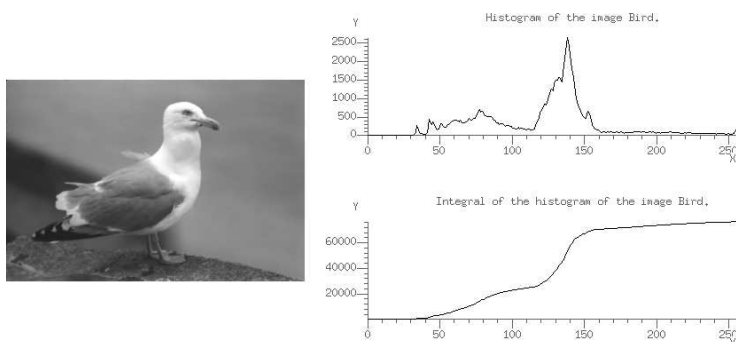 Histogram of the image Bird.
Y
2500
2000
1500
1000
500
0
0 50 100 150 200 250
X
Integral of the histogram of the image Bird.
Y
60000
40000
20000
0 50 100 150 200 250